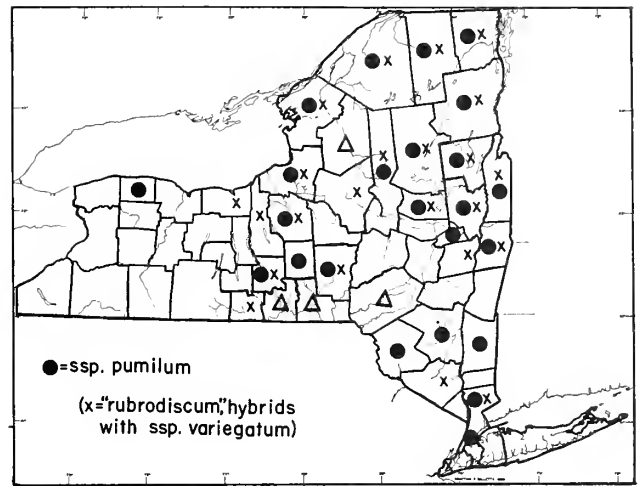 ●=ssp. pumilum
(x="rubrodiscum," hybrids
with ssp. variegatum)